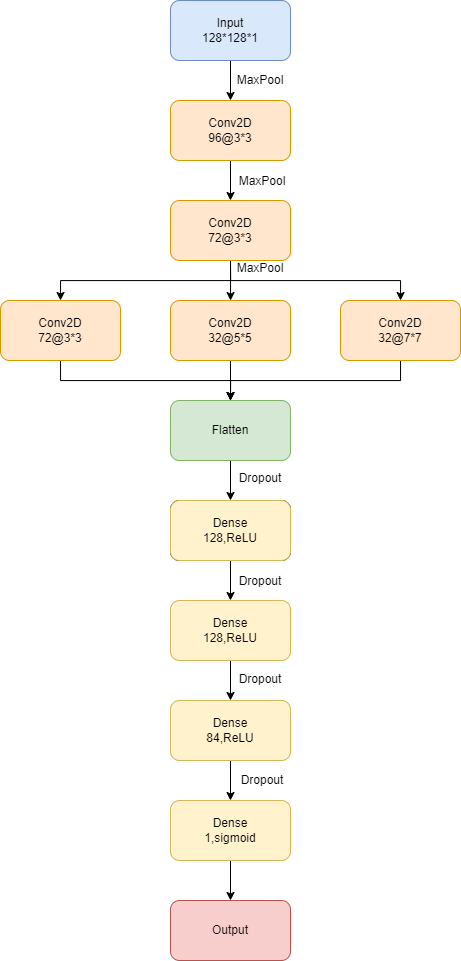 Input
128*128*1
MaxPool
Conv2D
96@3*3
MaxPool
Conv2D
72@3*3
MaxPool
Conv2D
72@3*3
Conv2D
32@5*5
Conv2D
32@7*7
Flatten
Dropout
Dense
128,ReLU
Dropout
Dense
128,ReLU
Dropout
Dense
84,ReLU
Dropout
Dense
1,sigmoid
Output